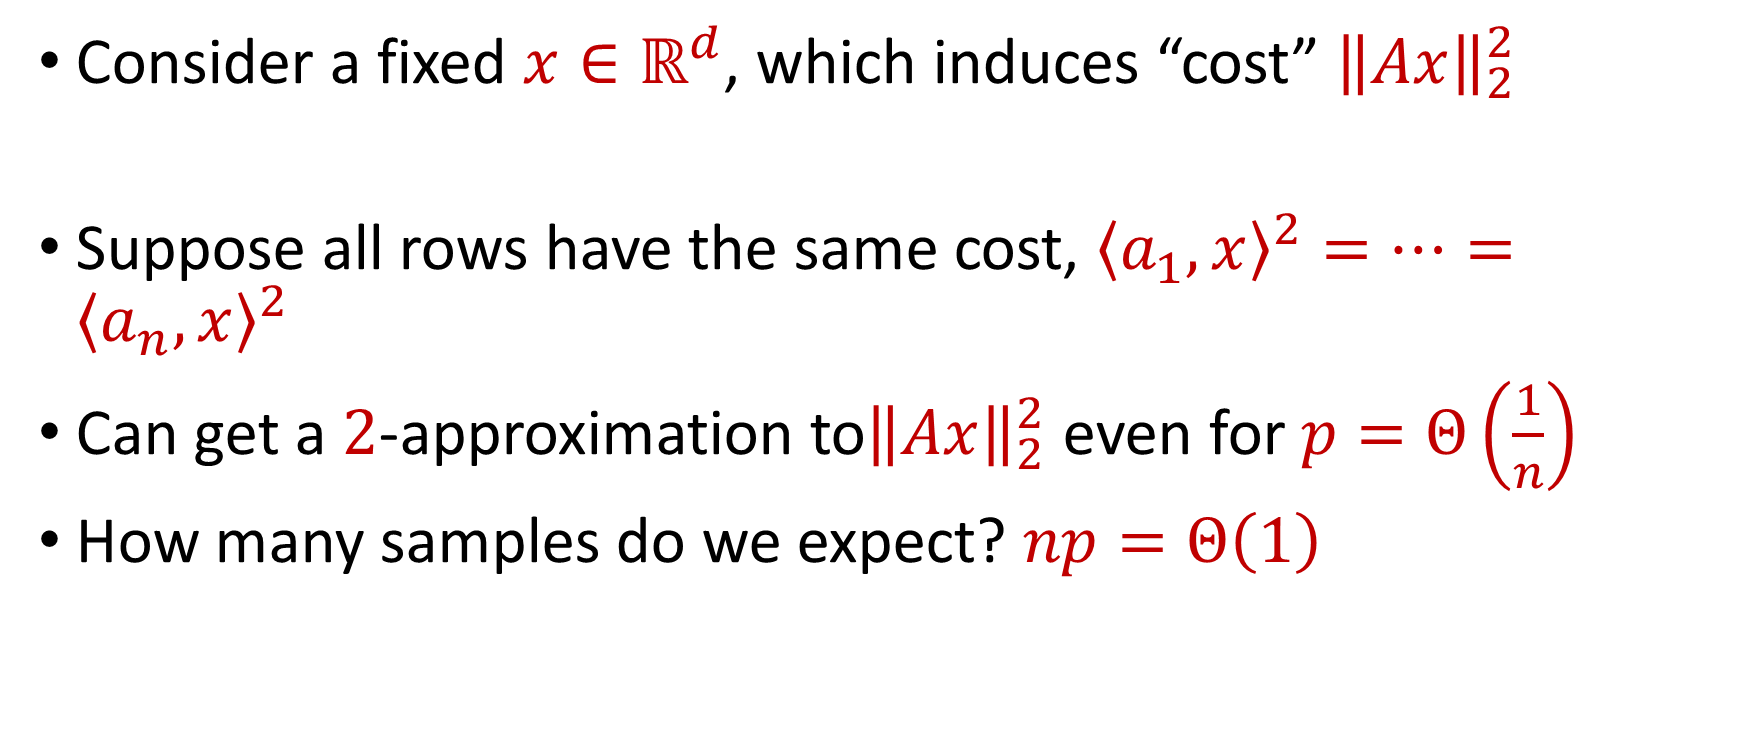 • Consider a fixed x ∈ ℝ^d, which induces “cost” ‖Ax‖₂²
• Suppose all rows have the same cost, ⟨a₁, x⟩² = ⋯ =
⟨aₙ, x⟩²
• Can get a 2-approximation to‖Ax‖₂² even for p = Θ(1/n)
• How many samples do we expect? np = Θ(1)